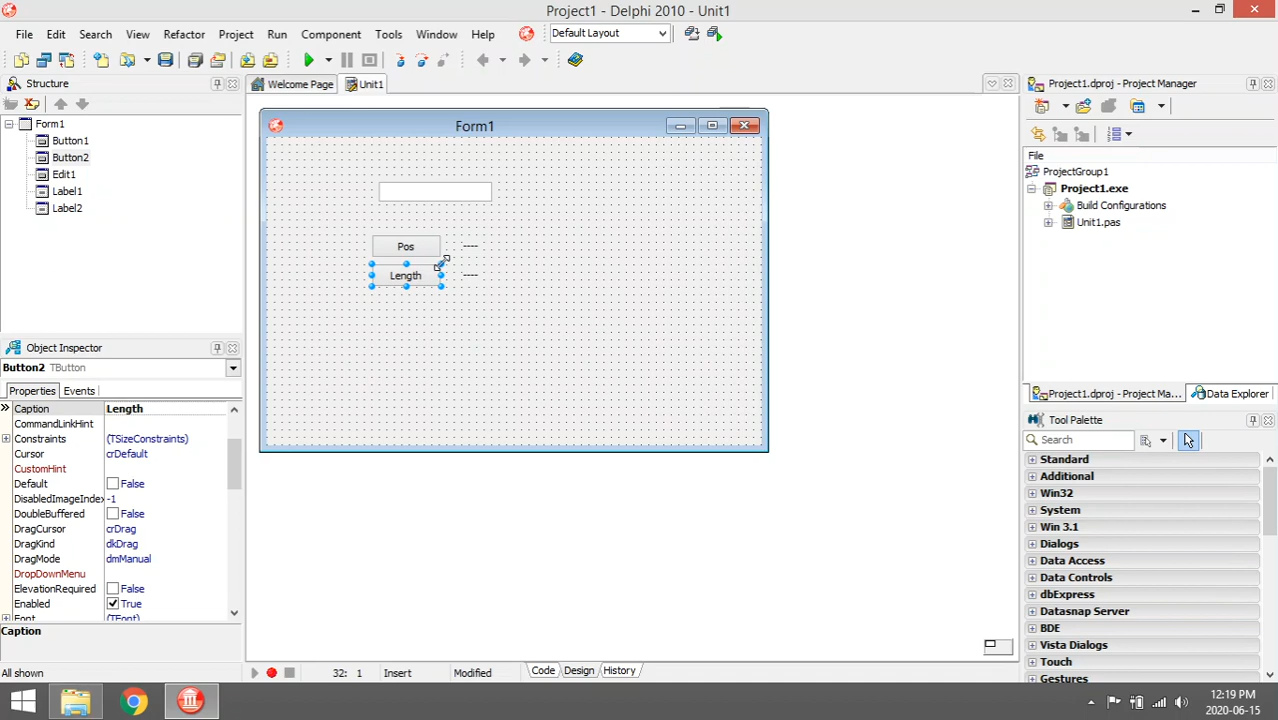 Project1 - Delphi 2010 - Unit1
File Edit Search View Refactor Project Run Component Tools Window Help
Default Layout
Structure
Welcome Page
Unit1
Project1.dproj - Project Manager
Form1
Button1
Button2
Edit1
Label1
Label2
Form1
Pos
----
Length
----
File
ProjectGroup1
Project1.exe
Build Configurations
Unit1.pas
Object Inspector
Button2 TButton
Properties Events
Caption Length
CommandLinkHint
Constraints (TSizeConstraints)
Cursor crDefault
CustomHint
Default False
DisabledImageIndex -1
DoubleBuffered False
DragCursor crDrag
DragKind dkDrag
DragMode dmManual
DropDownMenu
ElevationRequired False
Enabled True
Font (TFont)
Caption
All shown
32: 1
Insert
Modified
Code Design History
Project1.dproj - Project Ma...
Data Explorer
Tool Palette
Search
Standard
Additional
Win32
System
Win 3.1
Dialogs
Data Access
Data Controls
dbExpress
Datasnap Server
BDE
Vista Dialogs
Touch
Gestures
12:19 PM
2020-06-15